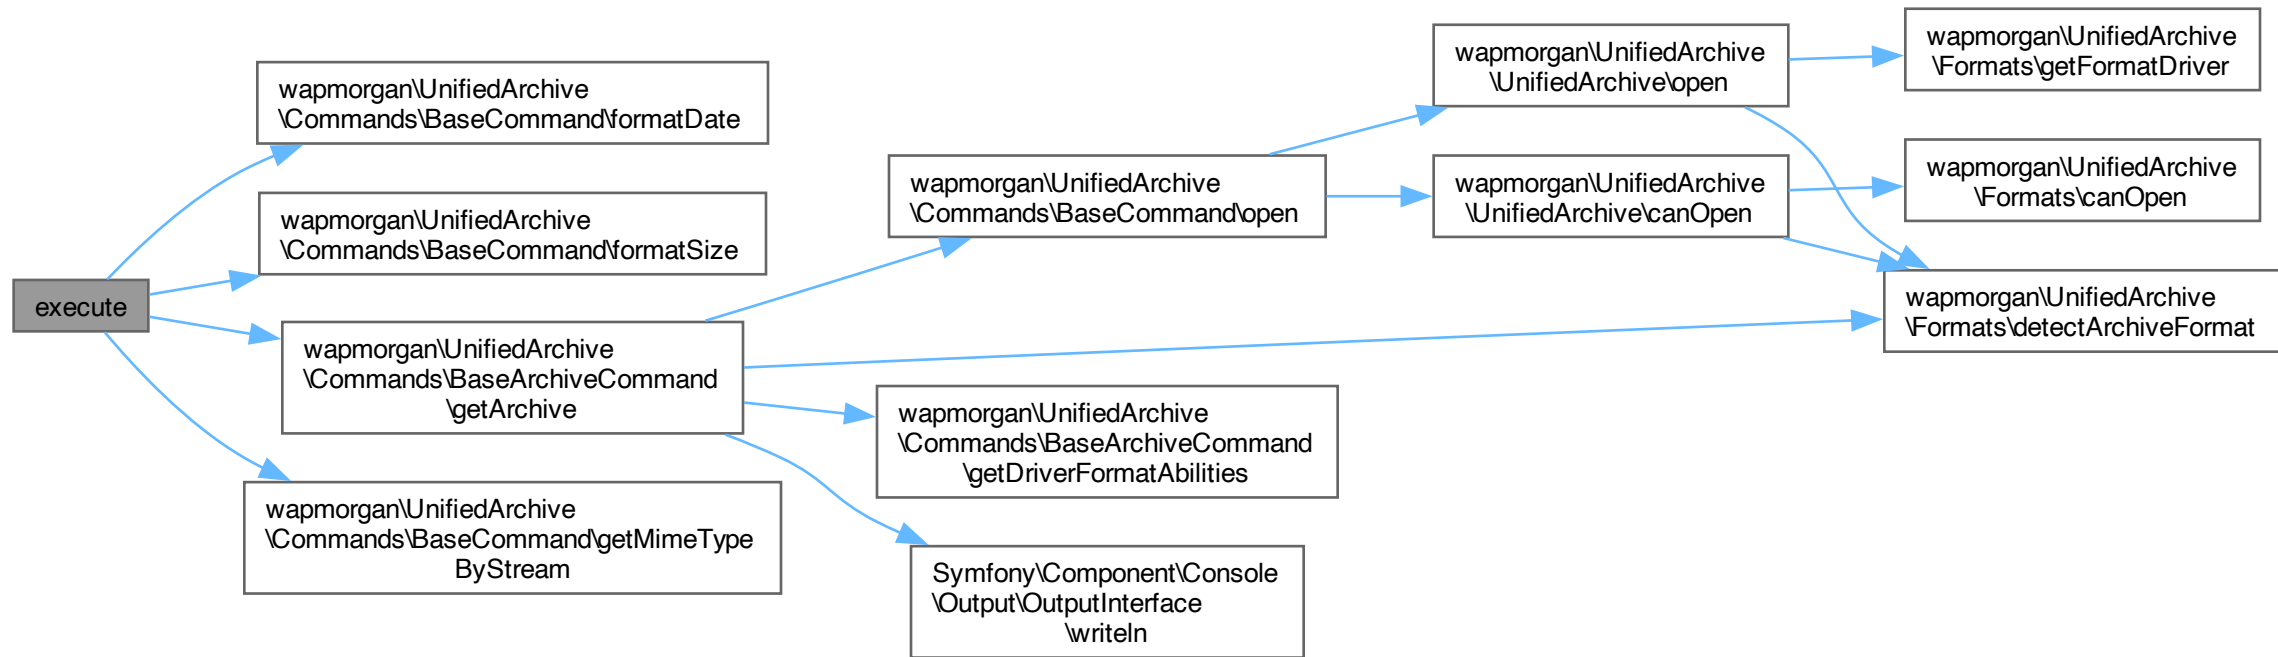 execute
wapmorgan\UnifiedArchive
\Commands\BaseCommand\formatDate
wapmorgan\UnifiedArchive
\Commands\BaseCommand\formatSize
wapmorgan\UnifiedArchive
\Commands\BaseArchiveCommand
\getArchive
wapmorgan\UnifiedArchive
\Commands\BaseCommand\getMimeType
ByStream
wapmorgan\UnifiedArchive
\Commands\BaseCommand\open
wapmorgan\UnifiedArchive
\Commands\BaseArchiveCommand
\getDriverFormatAbilities
Symfony\Component\Console
\Output\OutputInterface
\writeln
wapmorgan\UnifiedArchive
\UnifiedArchive\open
wapmorgan\UnifiedArchive
\UnifiedArchive\canOpen
wapmorgan\UnifiedArchive
\Formats\getFormatDriver
wapmorgan\UnifiedArchive
\Formats\canOpen
wapmorgan\UnifiedArchive
\Formats\detectArchiveFormat